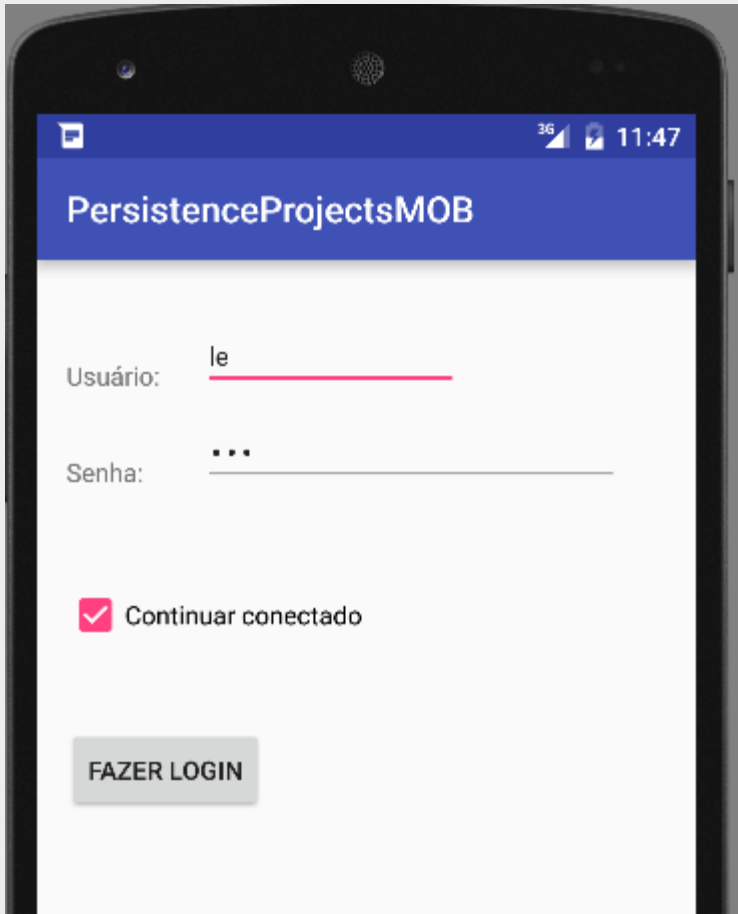 3G 11:47
PersistenceProjectsMOB
le
Usuário:
•••
Senha:
Continuar conectado
FAZER LOGIN